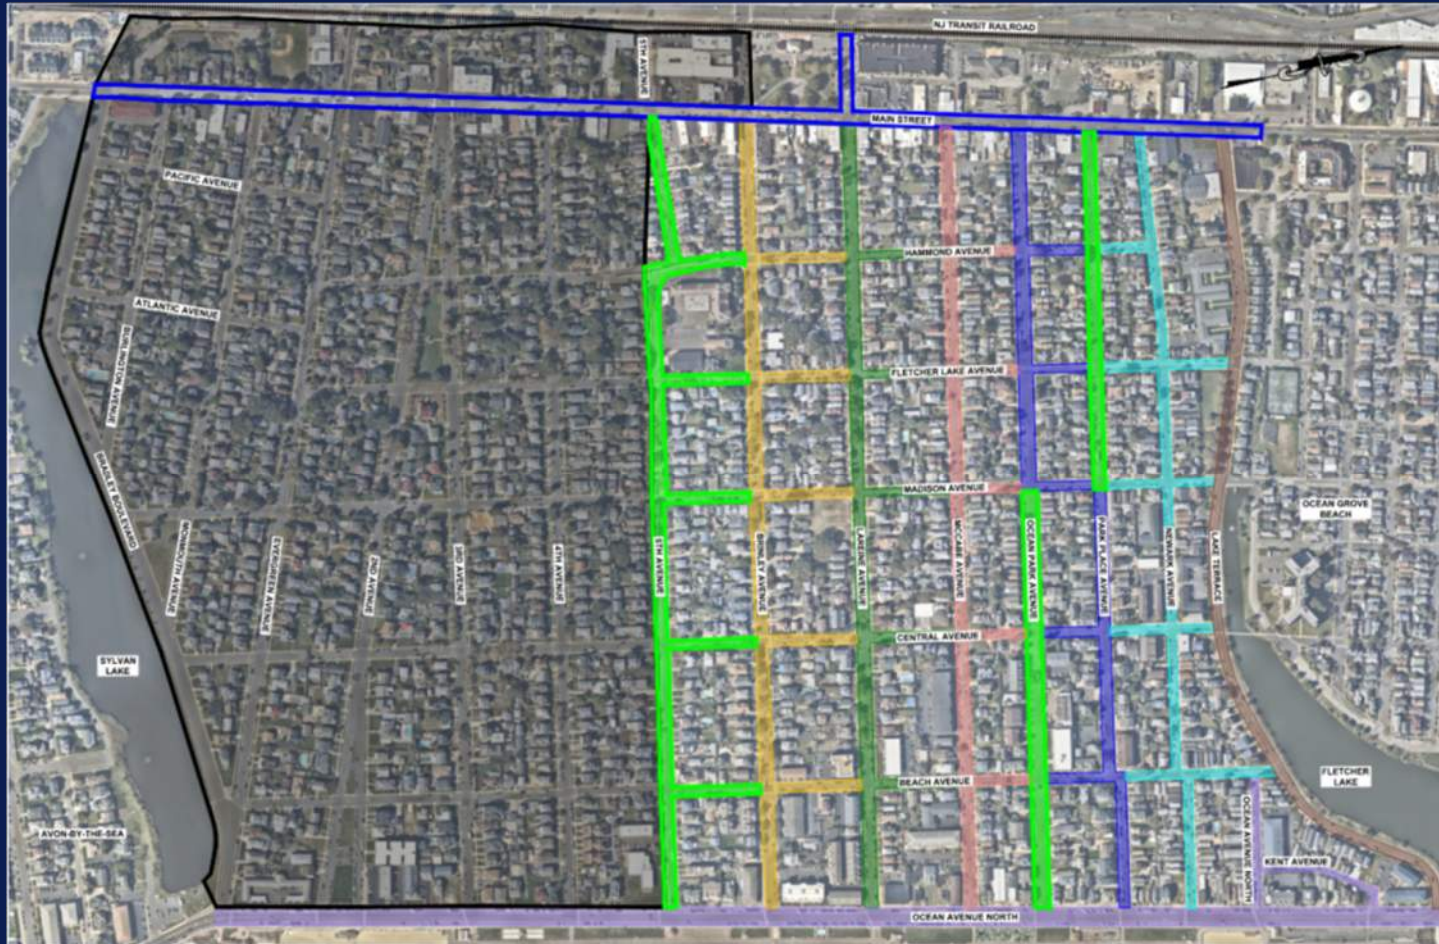 NJ TRANSIT RAILROAD
5TH AVENUE
MAIN STREET
PACIFIC AVENUE
HAMMOND AVENUE
ATLANTIC AVENUE
BURLINGTON AVENUE
FLETCHER LAKE AVENUE
BRADLEY BOULEVARD
MADISON AVENUE
OCEAN GROVE
BEACH
MONMOUTH AVENUE
EVERGREEN AVENUE
2ND AVENUE
3RD AVENUE
4TH AVENUE
5TH AVENUE
BRINLEY AVENUE
LAREINE AVENUE
MCCABE AVENUE
OCEAN PARK AVENUE
PARK PLACE AVENUE
NEWARK AVENUE
LAKE TERRACE
CENTRAL AVENUE
SYLVAN
LAKE
BEACH AVENUE
FLETCHER
LAKE
AVON-BY-THE-SEA
OCEAN AVENUE NORTH
KENT AVENUE
OCEAN AVENUE NORTH